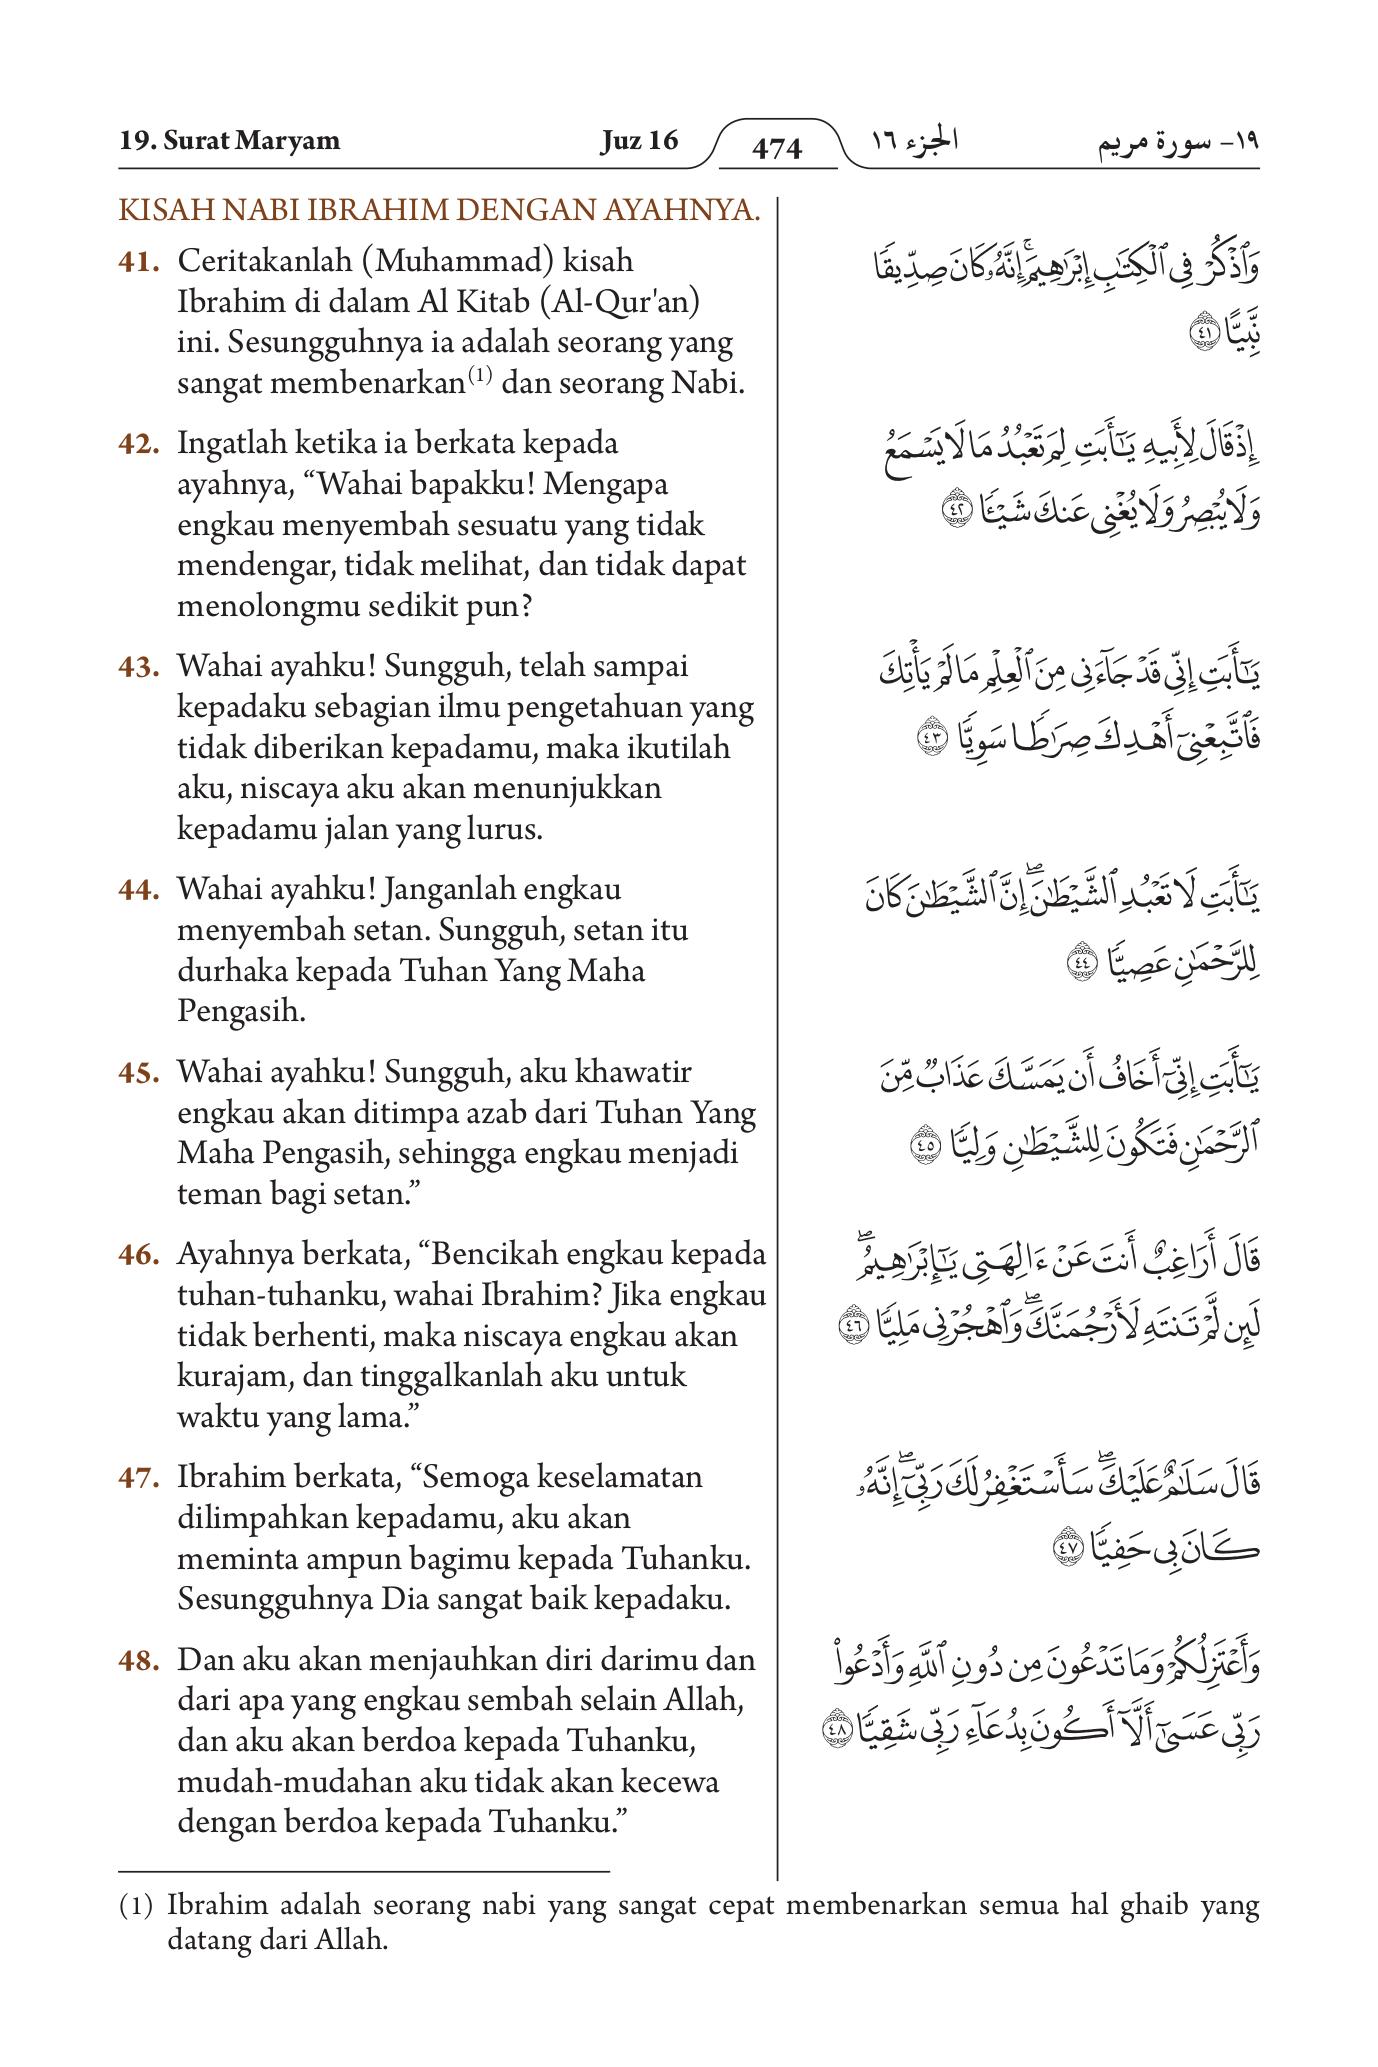 19. Surat Maryam Juz 16 474 الجزء ١٦ ١٩- سورة مريم
KISAH NABI IBRAHIM DENGAN AYAHNYA.
41. Ceritakanlah (Muhammad) kisah
Ibrahim di dalam Al Kitab (Al-Qur'an)
ini. Sesungguhnya ia adalah seorang yang
sangat membenarkan(1) dan seorang Nabi.
42. Ingatlah ketika ia berkata kepada
ayahnya, “Wahai bapakku! Mengapa
engkau menyembah sesuatu yang tidak
mendengar, tidak melihat, dan tidak dapat
menolongmu sedikit pun?
43. Wahai ayahku! Sungguh, telah sampai
kepadaku sebagian ilmu pengetahuan yang
tidak diberikan kepadamu, maka ikutilah
aku, niscaya aku akan menunjukkan
kepadamu jalan yang lurus.
44. Wahai ayahku! Janganlah engkau
menyembah setan. Sungguh, setan itu
durhaka kepada Tuhan Yang Maha
Pengasih.
45. Wahai ayahku! Sungguh, aku khawatir
engkau akan ditimpa azab dari Tuhan Yang
Maha Pengasih, sehingga engkau menjadi
teman bagi setan.”
46. Ayahnya berkata, “Bencikah engkau kepada
tuhan-tuhanku, wahai Ibrahim? Jika engkau
tidak berhenti, maka niscaya engkau akan
kurajam, dan tinggalkanlah aku untuk
waktu yang lama.”
47. Ibrahim berkata, “Semoga keselamatan
dilimpahkan kepadamu, aku akan
meminta ampun bagimu kepada Tuhanku.
Sesungguhnya Dia sangat baik kepadaku.
48. Dan aku akan menjauhkan diri darimu dan
dari apa yang engkau sembah selain Allah,
dan aku akan berdoa kepada Tuhanku,
mudah-mudahan aku tidak akan kecewa
dengan berdoa kepada Tuhanku.”
وَٱذْكُرْ فِى ٱلْكِتَٰبِ إِبْرَٰهِيمَ ۚ إِنَّهُۥ كَانَ صِدِّيقًا
نَّبِيًّا ٤١
إِذْ قَالَ لِأَبِيهِ يَٰٓأَبَتِ لِمَ تَعْبُدُ مَا لَا يَسْمَعُ
وَلَا يُبْصِرُ وَلَا يُغْنِى عَنكَ شَيْـًٔا ٤٢
يَٰٓأَبَتِ إِنِّى قَدْ جَآءَنِى مِنَ ٱلْعِلْمِ مَا لَمْ يَأْتِكَ
فَٱتَّبِعْنِىٓ أَهْدِكَ صِرَٰطًا سَوِيًّا ٤٣
يَٰٓأَبَتِ لَا تَعْبُدِ ٱلشَّيْطَٰنَ ۖ إِنَّ ٱلشَّيْطَٰنَ كَانَ
لِلرَّحْمَٰنِ عَصِيًّا ٤٤
يَٰٓأَبَتِ إِنِّىٓ أَخَافُ أَن يَمَسَّكَ عَذَابٌ مِّنَ
ٱلرَّحْمَٰنِ فَتَكُونَ لِلشَّيْطَٰنِ وَلِيًّا ٤٥
قَالَ أَرَاغِبٌ أَنتَ عَنْ ءَالِهَتِى يَٰٓإِبْرَٰهِيمُ ۖ
لَئِن لَّمْ تَنتَهِ لَأَرْجُمَنَّكَ ۖ وَٱهْجُرْنِى مَلِيًّا ٤٦
قَالَ سَلَٰمٌ عَلَيْكَ ۖ سَأَسْتَغْفِرُ لَكَ رَبِّىٓ ۖ إِنَّهُۥ
كَانَ بِى حَفِيًّا ٤٧
وَأَعْتَزِلُكُمْ وَمَا تَدْعُونَ مِن دُونِ ٱللَّهِ وَأَدْعُوا۟
رَبِّى عَسَىٰٓ أَلَّآ أَكُونَ بِدُعَآءِ رَبِّى شَقِيًّا ٤٨
(1) Ibrahim adalah seorang nabi yang sangat cepat membenarkan semua hal ghaib yang
datang dari Allah.